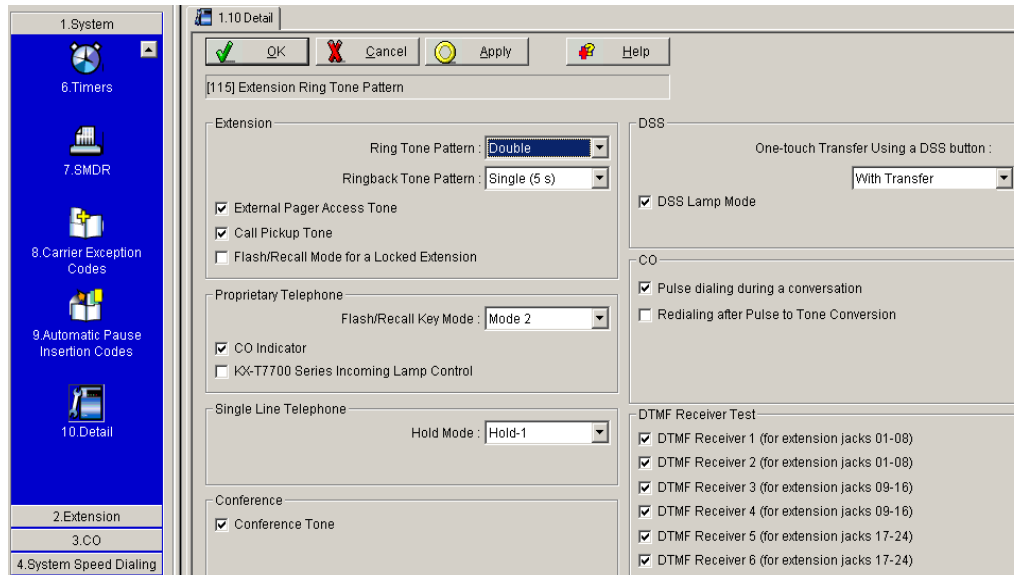 1.System
6.Timers
7.SMDR
8.Carrier Exception
Codes
9.Automatic Pause
Insertion Codes
10.Detail
2.Extension
3.CO
4.System Speed Dialing
1.10 Detail
OK
Cancel
Apply
Help
[115] Extension Ring Tone Pattern
Extension
Ring Tone Pattern : Double
Ringback Tone Pattern : Single (5 s)
External Pager Access Tone
Call Pickup Tone
Flash/Recall Mode for a Locked Extension
Proprietary Telephone
Flash/Recall Key Mode : Mode 2
CO Indicator
KX-T7700 Series Incoming Lamp Control
Single Line Telephone
Hold Mode : Hold-1
Conference
Conference Tone
DSS
One-touch Transfer Using a DSS button :
With Transfer
DSS Lamp Mode
CO
Pulse dialing during a conversation
Redialing after Pulse to Tone Conversion
DTMF Receiver Test
DTMF Receiver 1 (for extension jacks 01-08)
DTMF Receiver 2 (for extension jacks 01-08)
DTMF Receiver 3 (for extension jacks 09-16)
DTMF Receiver 4 (for extension jacks 09-16)
DTMF Receiver 5 (for extension jacks 17-24)
DTMF Receiver 6 (for extension jacks 17-24)